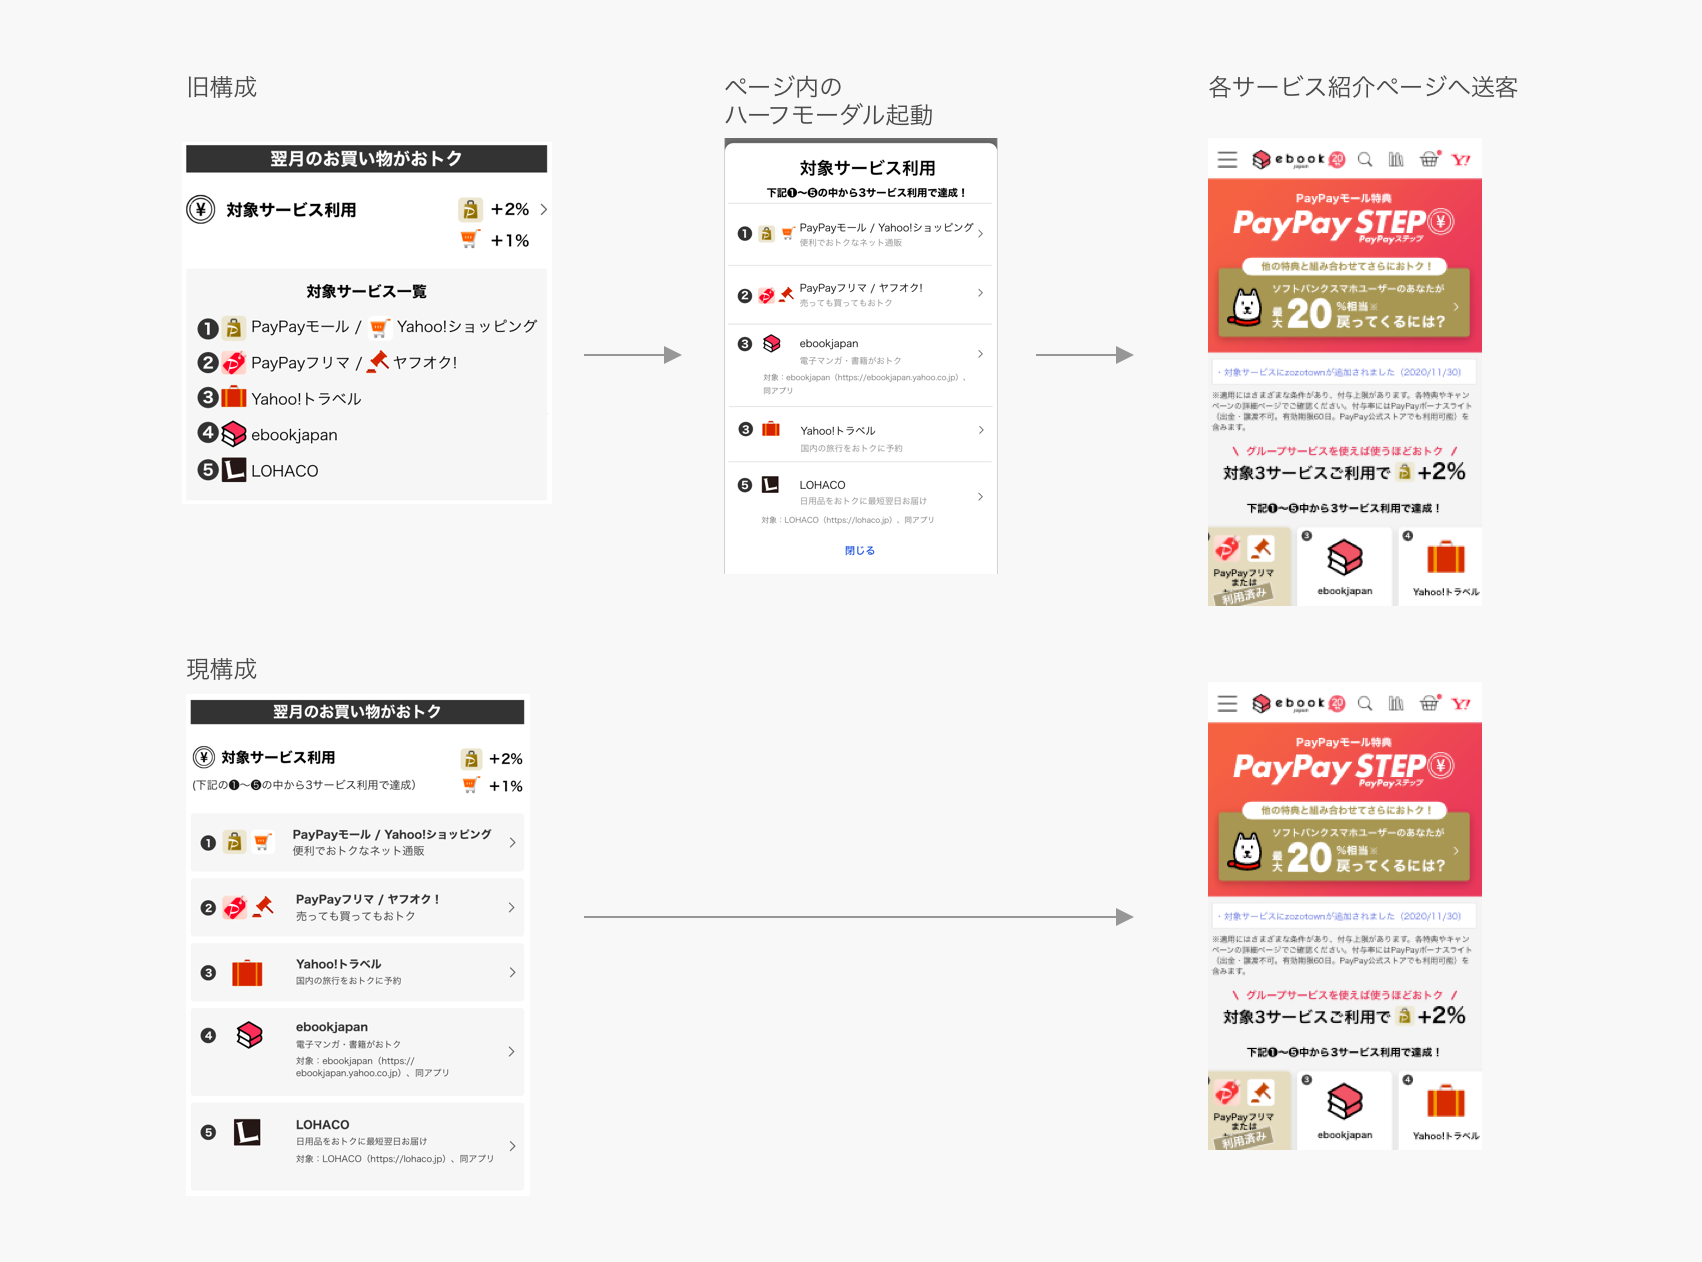 旧構成
翌月のお買い物がおトク
対象サービス利用
+2%
+1%
対象サービス一覧
❶ PayPayモール / Yahoo!ショッピング
❷ PayPayフリマ / ヤフオク!
❸ Yahoo!トラベル
❹ ebookjapan
❺ LOHACO
ページ内の
ハーフモーダル起動
対象サービス利用
下記❶〜❺の中から3サービス利用で達成！
❶ PayPayモール / Yahoo!ショッピング
便利でおトクなネット通販
❷ PayPayフリマ / ヤフオク!
売っても買ってもおトク
❸ ebookjapan
電子マンガ・書籍がおトク
対象：ebookjapan（https://ebookjapan.yahoo.co.jp）、
同アプリ
❸ Yahoo!トラベル
国内の旅行をおトクに予約
❺ LOHACO
日用品をおトクに最短翌日お届け
対象：LOHACO（https://lohaco.jp）、同アプリ
閉じる
各サービス紹介ページへ送客
ebook japan 20 Y!
PayPayモール特典
PayPay STEP
PayPayステップ
他の特典と組み合わせてさらにおトク！
ソフトバンクスマホユーザーのあなたが
最大20%相当※
戻ってくるには?
・対象サービスにzozotownが追加されました（2020/11/30）
※適用にはさまざまな条件があり、付与上限があります。各特典やキャン
ペーンの詳細ページでご確認ください。付与率にはPayPayボーナスライト
（出金・譲渡不可。有効期限60日。PayPay公式ストアでも利用可能）を
含みます。
\ グループサービスを使えば使うほどおトク /
対象3サービスご利用で +2%
下記❶〜❺中から3サービス利用で達成！
PayPayフリマ
または
利用済み
❸
ebookjapan
❹
Yahoo!トラベル
現構成
翌月のお買い物がおトク
対象サービス利用
+2%
(下記の❶〜❺の中から3サービス利用で達成）
+1%
❶ PayPayモール / Yahoo!ショッピング
便利でおトクなネット通販
❷ PayPayフリマ / ヤフオク！
売っても買ってもおトク
❸ Yahoo!トラベル
国内の旅行をおトクに予約
❹ ebookjapan
電子マンガ・書籍がおトク
対象：ebookjapan（https://
ebookjapan.yahoo.co.jp）、同アプリ
❺ LOHACO
日用品をおトクに最短翌日お届け
対象：LOHACO（https://lohaco.jp）、同アプリ
ebook japan 20 Y!
PayPayモール特典
PayPay STEP
PayPayステップ
他の特典と組み合わせてさらにおトク！
ソフトバンクスマホユーザーのあなたが
最大20%相当※
戻ってくるには?
・対象サービスにzozotownが追加されました（2020/11/30）
※適用にはさまざまな条件があり、付与上限があります。各特典やキャン
ペーンの詳細ページでご確認ください。付与率にはPayPayボーナスライト
（出金・譲渡不可。有効期限60日。PayPay公式ストアでも利用可能）を
含みます。
\ グループサービスを使えば使うほどおトク /
対象3サービスご利用で +2%
下記❶〜❺中から3サービス利用で達成！
PayPayフリマ
または
利用済み
❸
ebookjapan
❹
Yahoo!トラベル